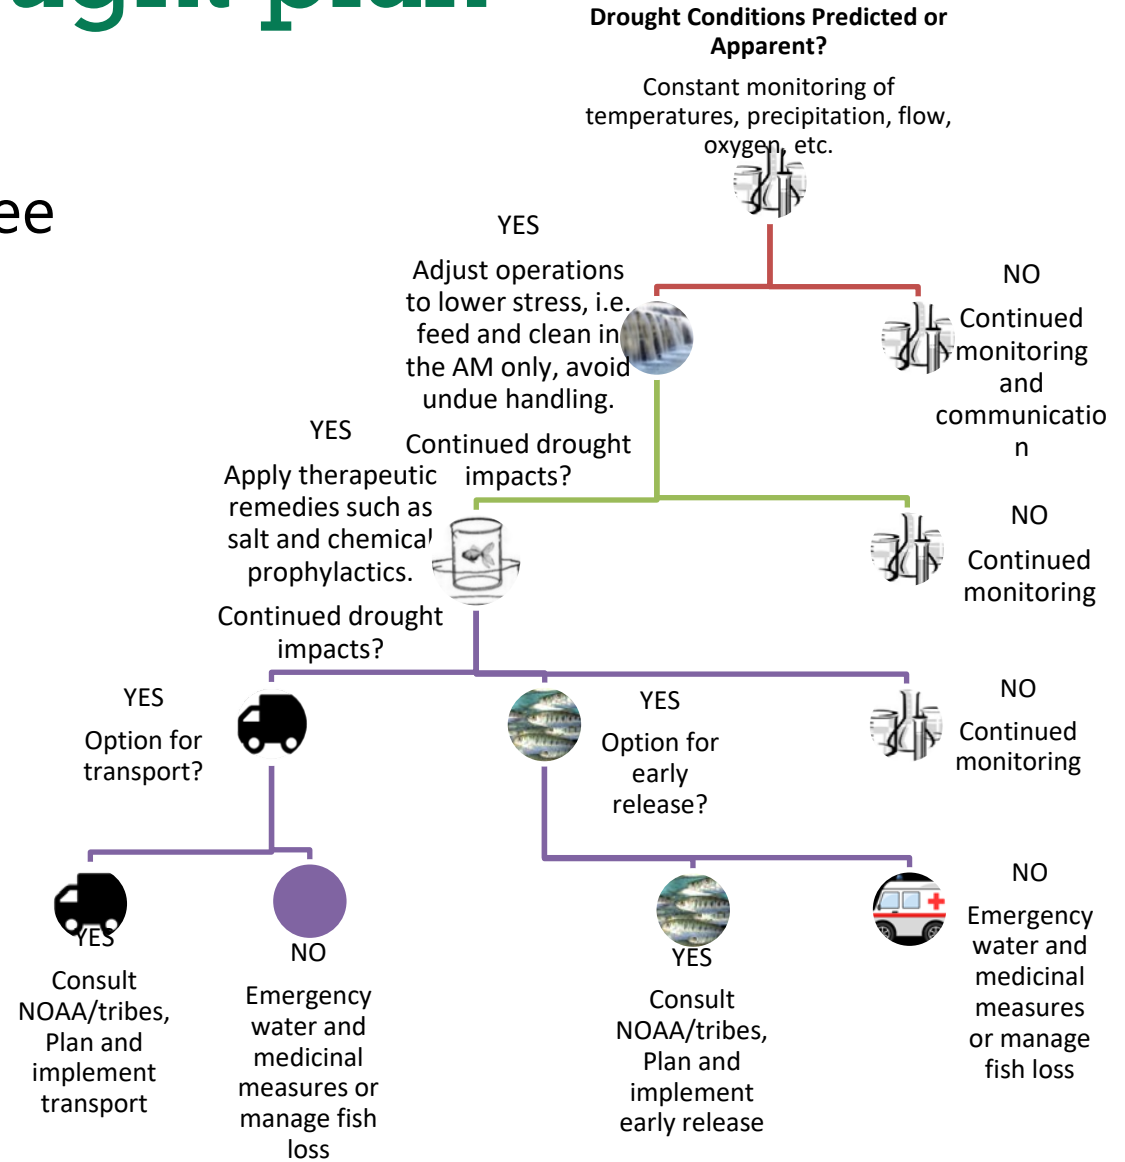 plan
ee
Drought Conditions Predicted or
Apparent?
Constant monitoring of
temperatures, precipitation, flow,
oxygen, etc.
YES
Adjust operations
to lower stress, i.e.
feed and clean in
the AM only, avoid
undue handling.
Continued drought
impacts?
NO
Continued
monitoring
and
communicatio
n
YES
Apply therapeutic
remedies such as
salt and chemical
prophylactics.
Continued drought
impacts?
NO
Continued
monitoring
YES
Option for
transport?
YES
Option for
early
release?
NO
Continued
monitoring
YES
Consult
NOAA/tribes,
Plan and
implement
transport
NO
Emergency
water and
medicinal
measures or
manage fish
loss
YES
Consult
NOAA/tribes,
Plan and
implement
early release
NO
Emergency
water and
medicinal
measures
or manage
fish loss